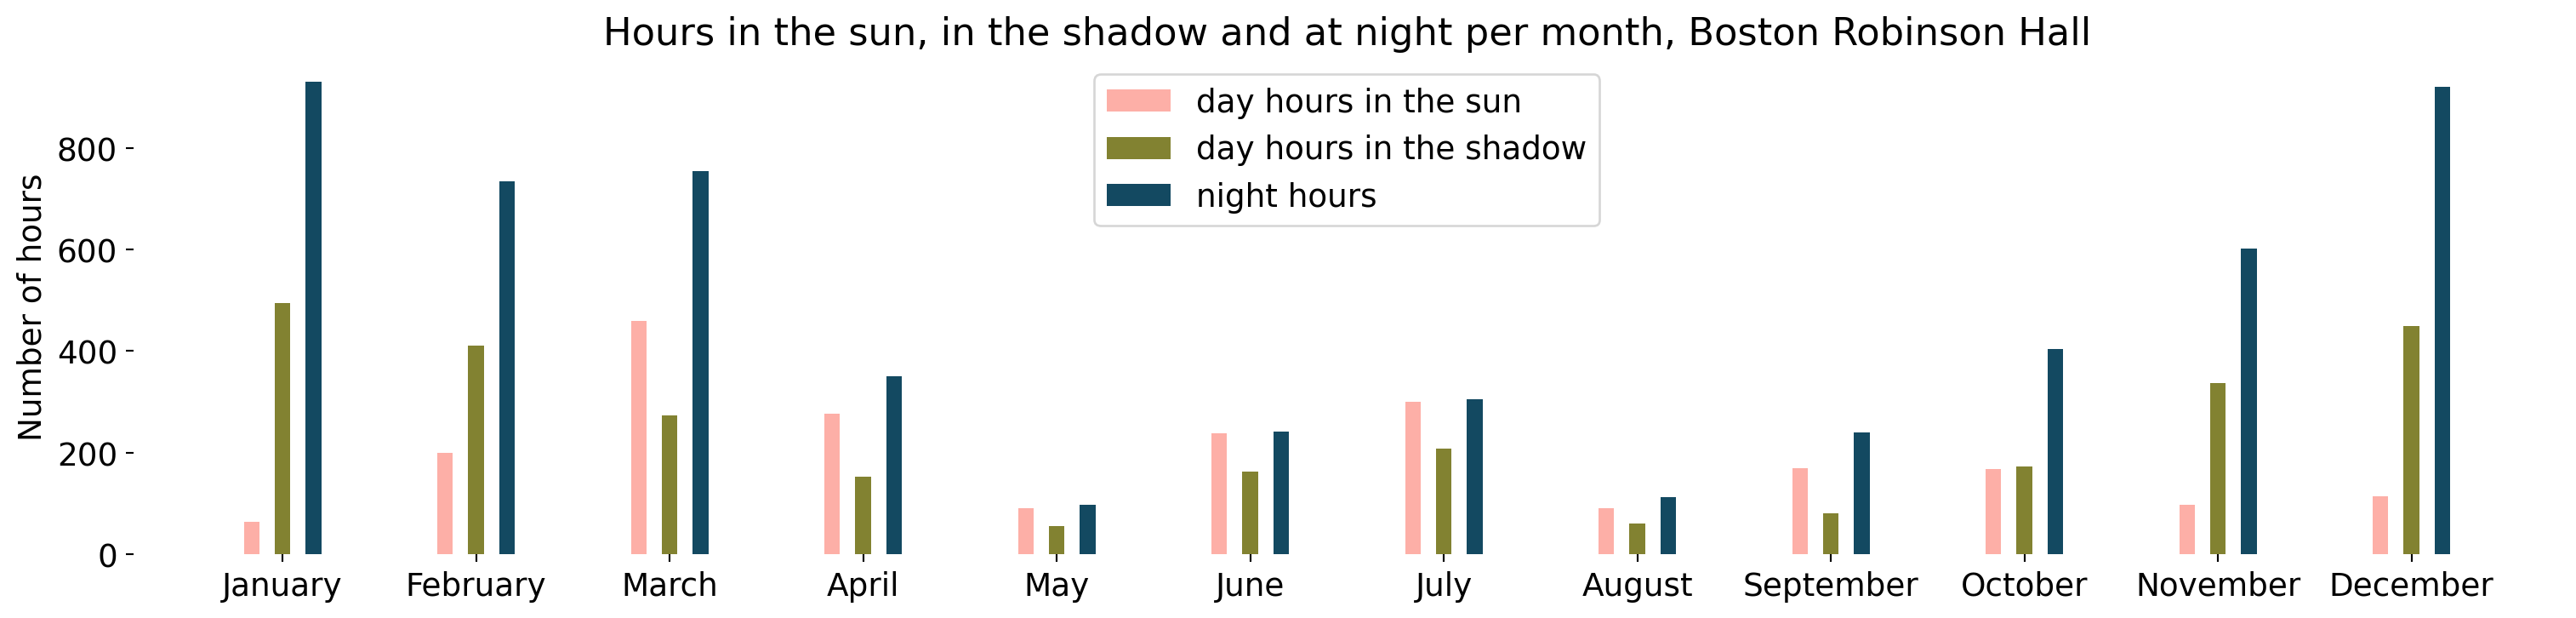 Hours in the sun, in the shadow and at night per month, Boston Robinson Hall
day hours in the sun
day hours in the shadow
night hours
Number of hours
800
600
400
200
0
January February March April May June July August September October November December